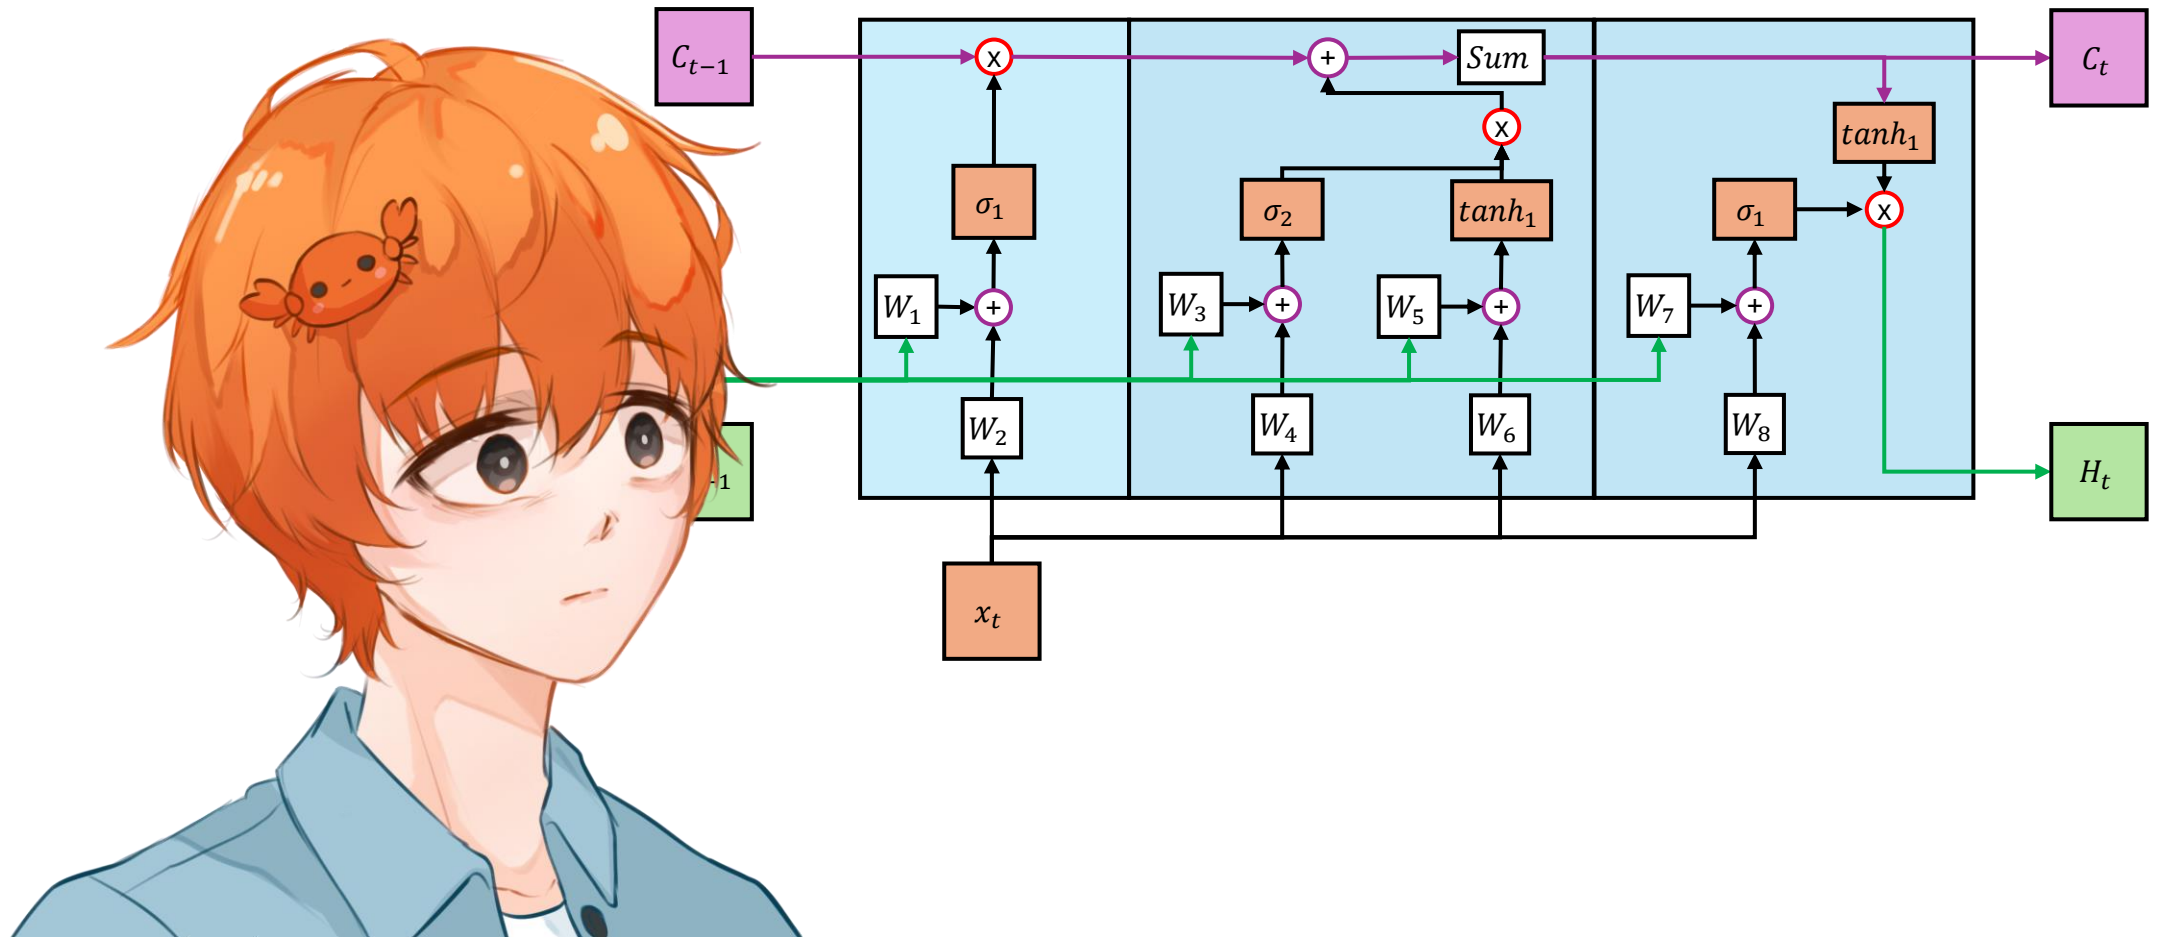 C_{t-1}
x
+
Sum
C_t
x
tanh_1
σ_1
σ_2
tanh_1
σ_1
x
W_1
+
W_3
+
W_5
+
W_7
+
W_2
W_4
W_6
W_8
-1
H_t
x_t